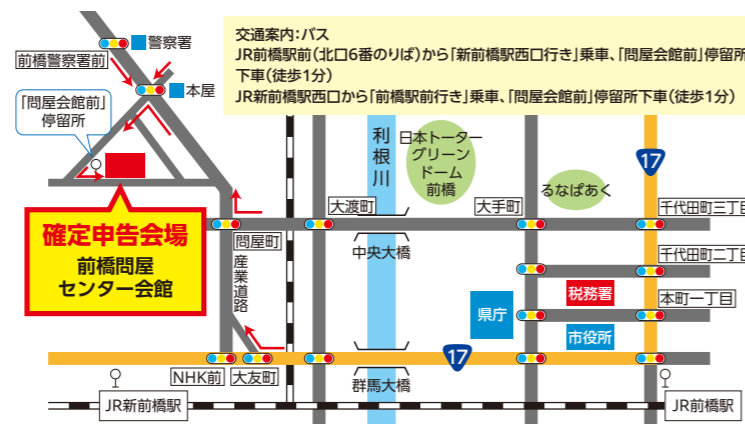 交通案内:バス
JR前橋駅前(北口6番のりば)から「新前橋駅西口行き」乗車、「問屋会館前」停留所
下車(徒歩1分)
JR新前橋駅西口から「前橋駅前行き」乗車、「問屋会館前」停留所下車(徒歩1分)
警察署
前橋警察署前
本屋
「問屋会館前」
停留所
利根川
日本トーター
グリーン
ドーム
前橋
るなぱあく
17
大渡町
大手町
千代田町三丁目
確定申告会場
前橋問屋
センター会館
問屋町
中央大橋
千代田町二丁目
産業道路
税務署
県庁
本町一丁目
市役所
17
NHK前
大友町
群馬大橋
JR新前橋駅
JR前橋駅